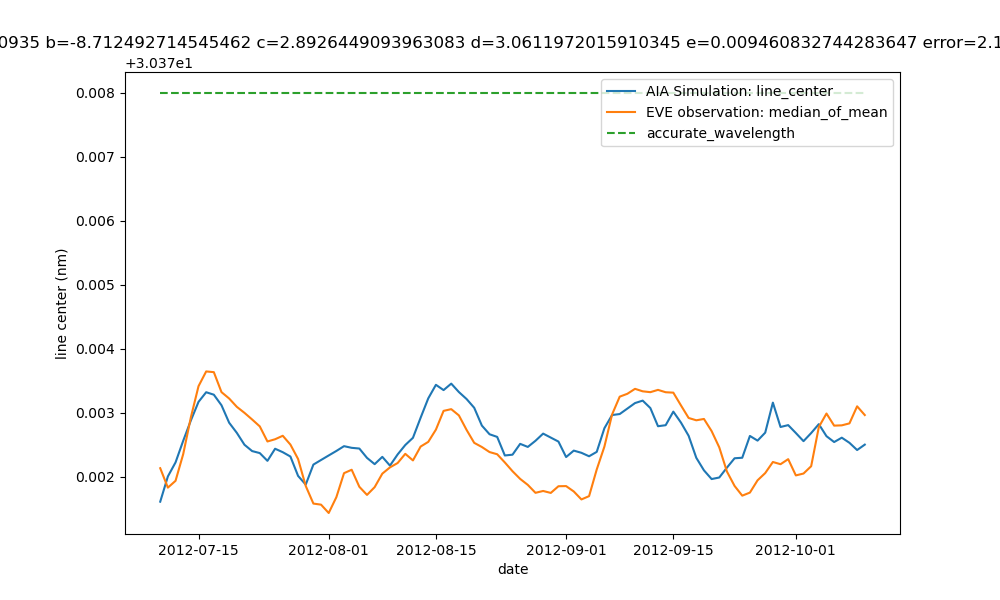 0935 b=-8.712492714545462 c=2.8926449093963083 d=3.0611972015910345 e=0.009460832744283647 error=2.1
+3.037e1
0.008
0.007
0.006
0.005
0.004
0.003
0.002
line center (nm)
AIA Simulation: line_center
EVE observation: median_of_mean
accurate_wavelength
2012-07-15
2012-08-01
2012-08-15
2012-09-01
2012-09-15
2012-10-01
date